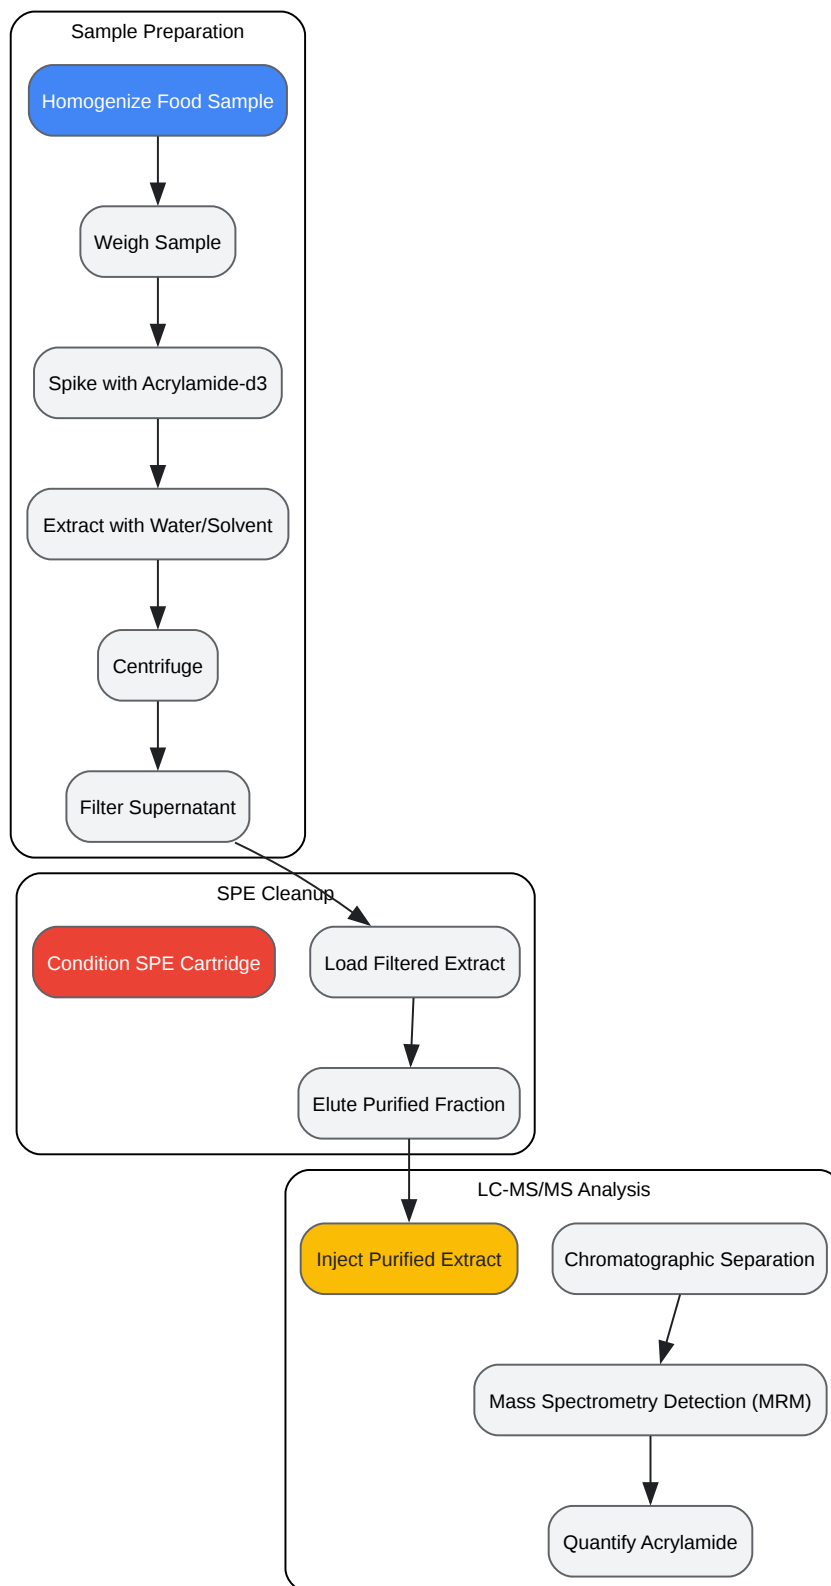 Sample Preparation
Homogenize Food Sample
Weigh Sample
Spike with Acrylamide-d3
Extract with Water/Solvent
Centrifuge
Filter Supernatant
SPE Cleanup
Condition SPE Cartridge
Load Filtered Extract
Elute Purified Fraction
LC-MS/MS Analysis
Inject Purified Extract
Chromatographic Separation
Mass Spectrometry Detection (MRM)
Quantify Acrylamide